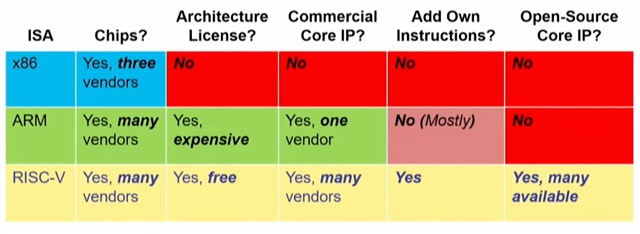 ISA Chips? Architecture License? Commercial Core IP? Add Own Instructions? Open-Source Core IP?
x86 Yes, three vendors No No No No
ARM Yes, many vendors Yes, expensive Yes, one vendor No (Mostly) No
RISC-V Yes, many vendors Yes, free Yes, many vendors Yes Yes, many available